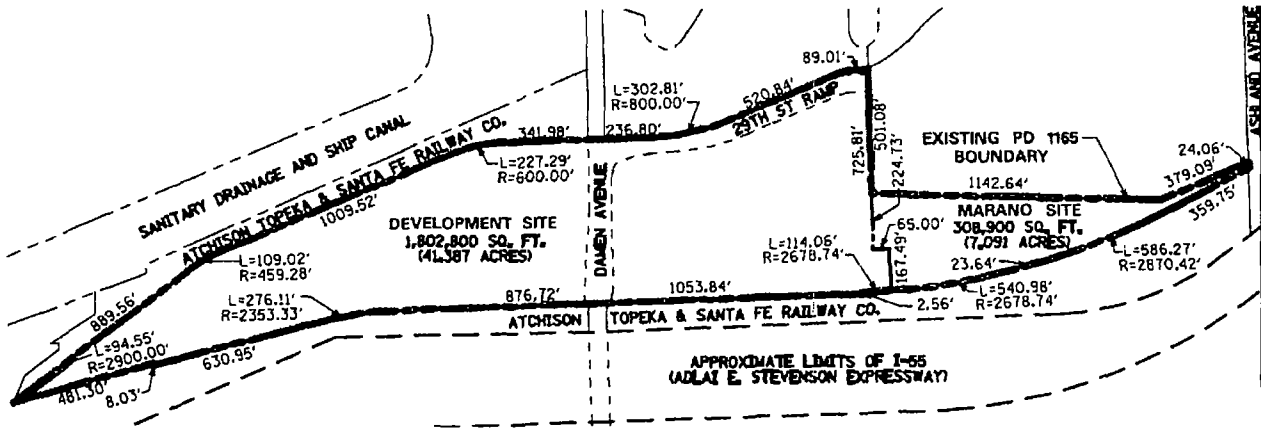 89.01'
L=302.81'
R=800.00'
520.84'
29TH ST RAMP
SANITARY DRAINAGE AND SHIP CANAL
ATCHISON TOPEKA & SANTA FE RAILWAY CO.
341.98'
236.80'
ASHLAND AVENUE
725.81'
501.08'
224.73'
EXISTING PD 1165
BOUNDARY
24.06'
379.09'
L=227.29'
R=600.00'
1009.52'
1142.64'
359.75'
DAMEN AVENUE
DEVELOPMENT SITE
1,802,800 SQ. FT.
(41.387 ACRES)
65.00'
MARANO SITE
308,900 SQ. FT.
(7.091 ACRES)
L=109.02'
R=459.28'
L=114.06'
R=2678.74'
167.49'
23.64'
L=586.27'
R=2870.42'
889.56'
L=276.11'
R=2353.33'
876.72'
1053.84'
2.56'
L=540.98'
R=2678.74'
ATCHISON TOPEKA & SANTA FE RAILWAY CO.
L=94.55'
R=2900.00'
630.95'
481.30'
8.03'
APPROXIMATE LIMITS OF I-55
(ADLAI E. STEVENSON EXPRESSWAY)